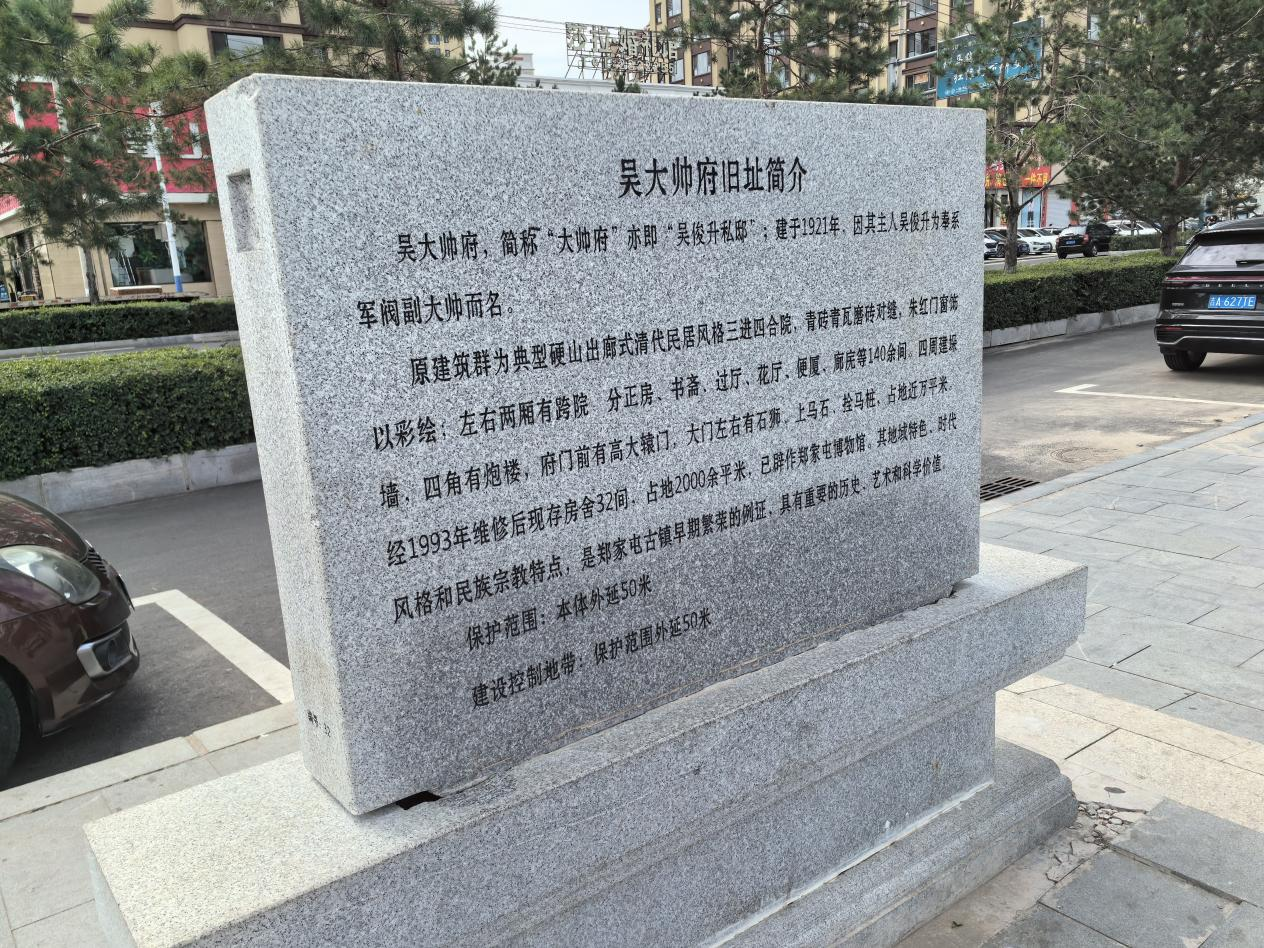 吴大帅府旧址简介
吴大帅府，简称“大帅府”亦即“吴俊升私邸”；建于1921年，因其主人吴俊升为奉系
军阀副大帅而名。
原建筑群为典型硬山出廊式清代民居风格三进四合院，青砖青瓦磨砖对缝，朱红门窗饰
以彩绘；左右两厢有跨院 分正房、书斋、过厅、花厅、便厦、廊房等140余间。四周建垛
墙，四角有炮楼，府门前有高大辕门，大门左右有石狮、上马石、拴马桩，占地近万平米。
经1993年维修后现存房舍32间，占地2000余平米，已辟作郑家屯博物馆。其地域特色、时代
风格和民族宗教特点，是郑家屯古镇早期繁荣的例证，具有重要的历史、艺术和科学价值。
保护范围：本体外延50米
建设控制地带：保护范围外延50米
编号：32
吉A 627TE